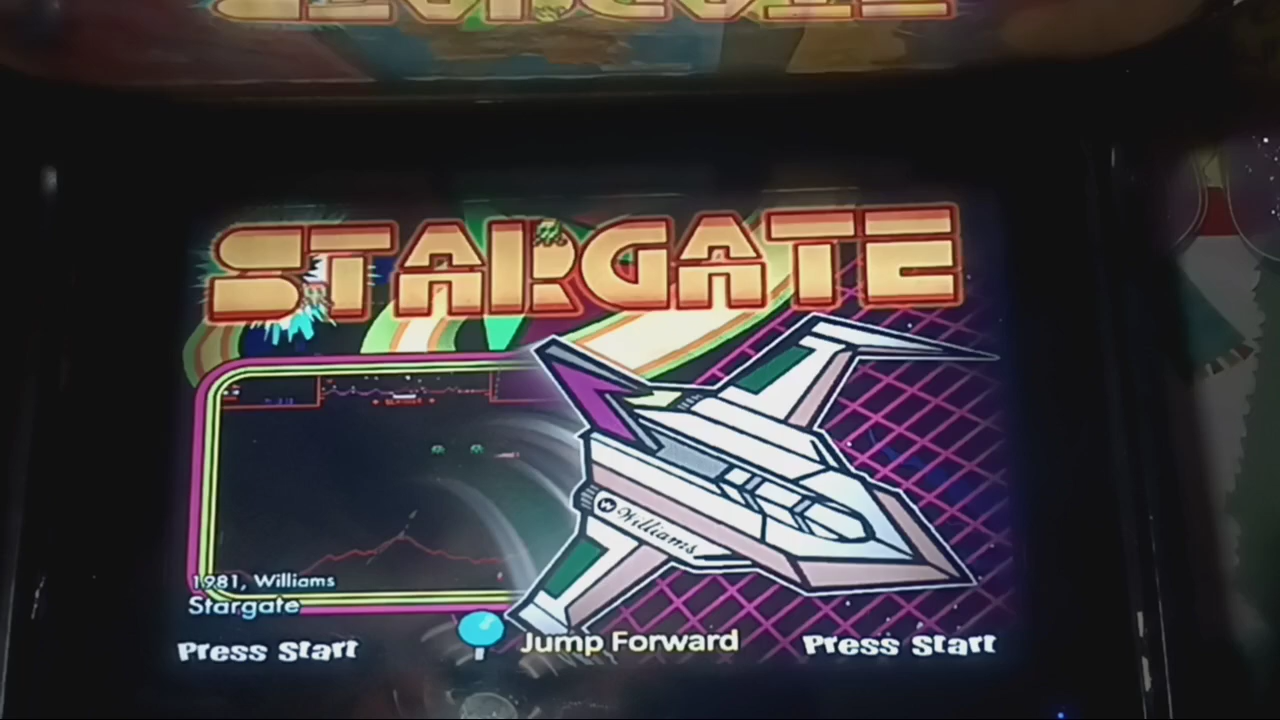 STARGATE
W Williams
1981, Williams
Stargate
Press Start
Jump Forward
Press Start